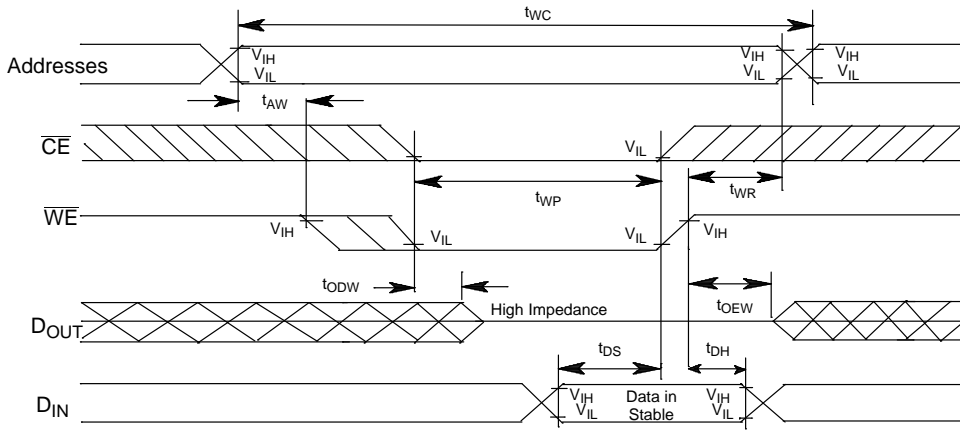 tWC
Addresses
VIH
VIL
VIH
VIL
VIH
VIL
tAW
CE
VIL
tWP
tWR
WE
VIH
VIL
VIL
VIH
tODW
High Impedance
tOEW
DOUT
tDS
tDH
DIN
VIH
VIL
Data in
Stable
VIH
VIL